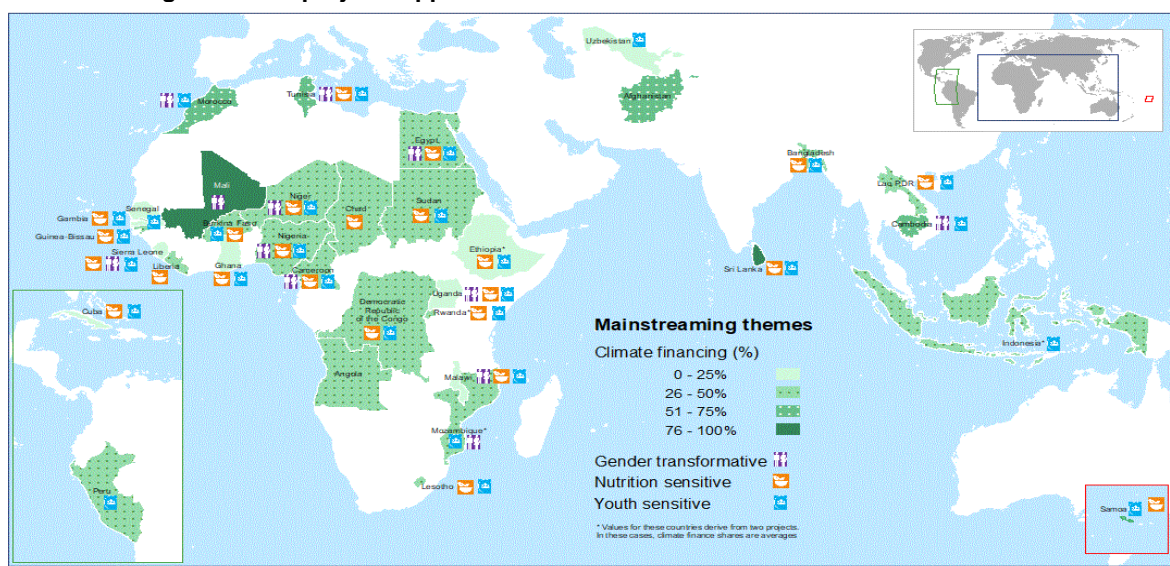 Uzbekistan
Morocco
Tunisia
Afghanistan
Egypt
Bangladesh
Mali
Niger
Chad
Sudan
Lao PDR
Gambia
Senegal
Guinea-Bissau
Burkina Faso
Nigeria
Cambodia
Sierra Leone
Liberia
Ghana
Cameroon
Ethiopia*
Sri Lanka
Cuba
Democratic
Republic
of the Congo
Uganda
Rwanda*
Indonesia*
Angola
Malawi
Mozambique*
Lesotho
Peru
Samoa
Mainstreaming themes
Climate financing (%)
0 - 25%
26 - 50%
51 - 75%
76 - 100%
Gender transformative
Nutrition sensitive
Youth sensitive
* Values for these countries derive from two projects.
In these cases, climate finance shares are averages